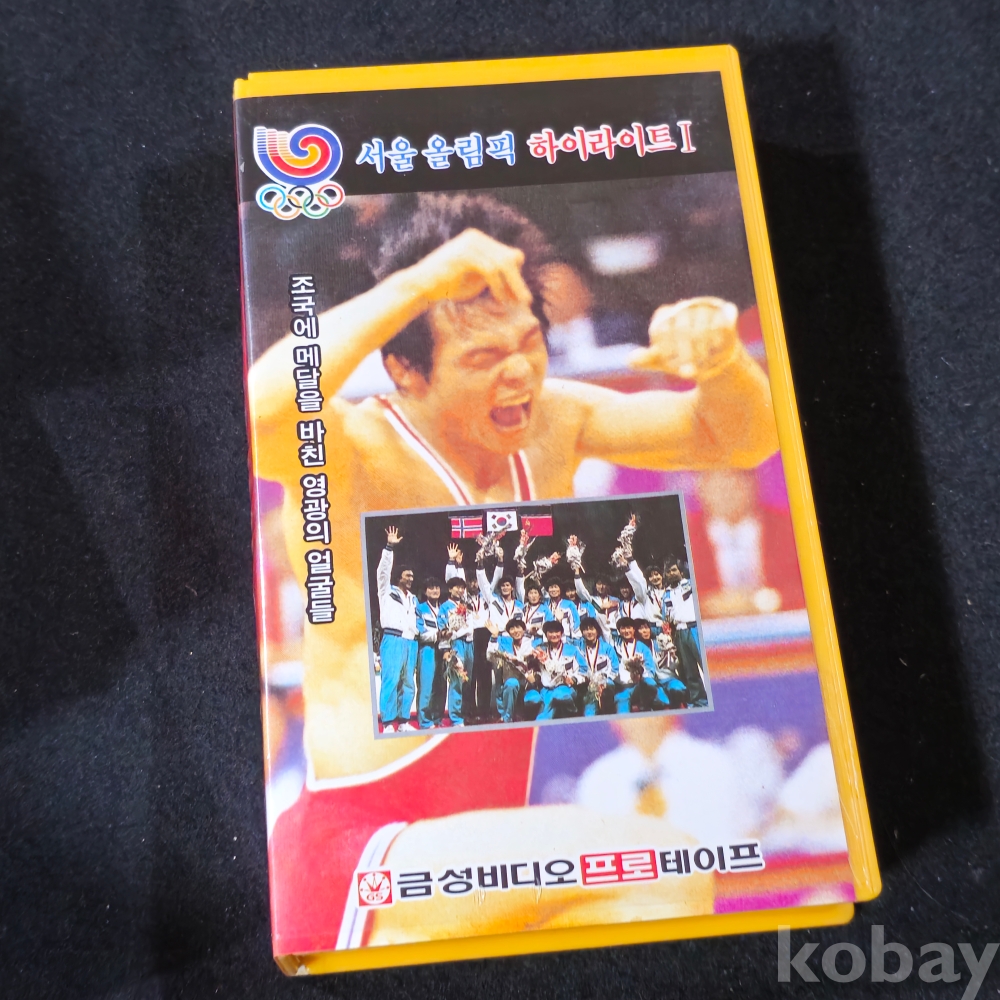 서울 올림픽 하이라이트 I
조국에 메달을 바친 영광의 얼굴들
GS 금성비디오 프로 테이프
kobay